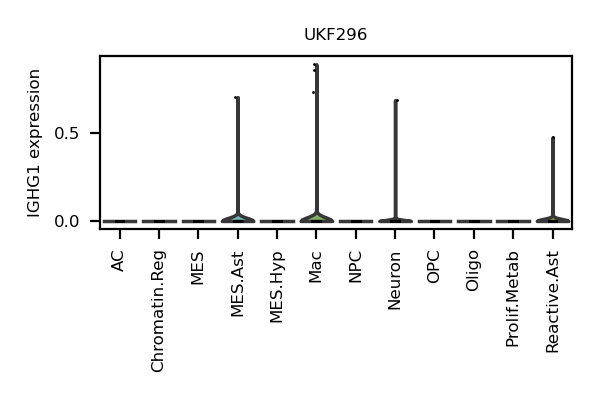 UKF296
IGHG1 expression
0.5
0.0
AC
Chromatin.Reg
MES
MES.Ast
MES.Hyp
Mac
NPC
Neuron
OPC
Oligo
Prolif.Metab
Reactive.Ast